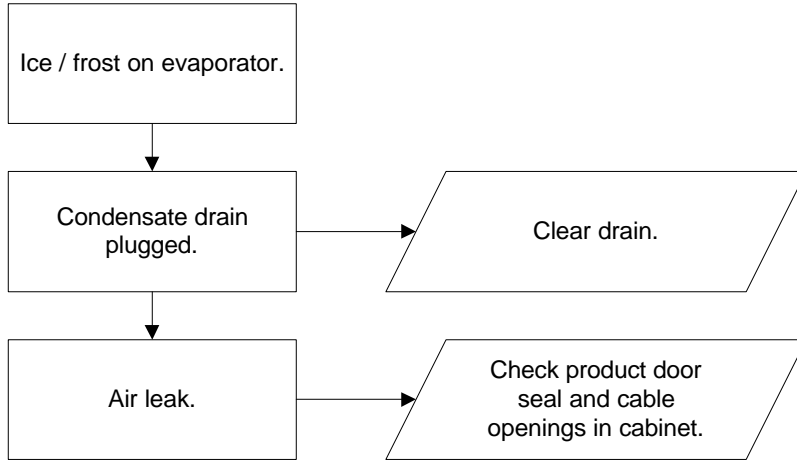 Ice / frost on evaporator.
Condensate drain
plugged.
Clear drain.
Air leak.
Check product door
seal and cable
openings in cabinet.